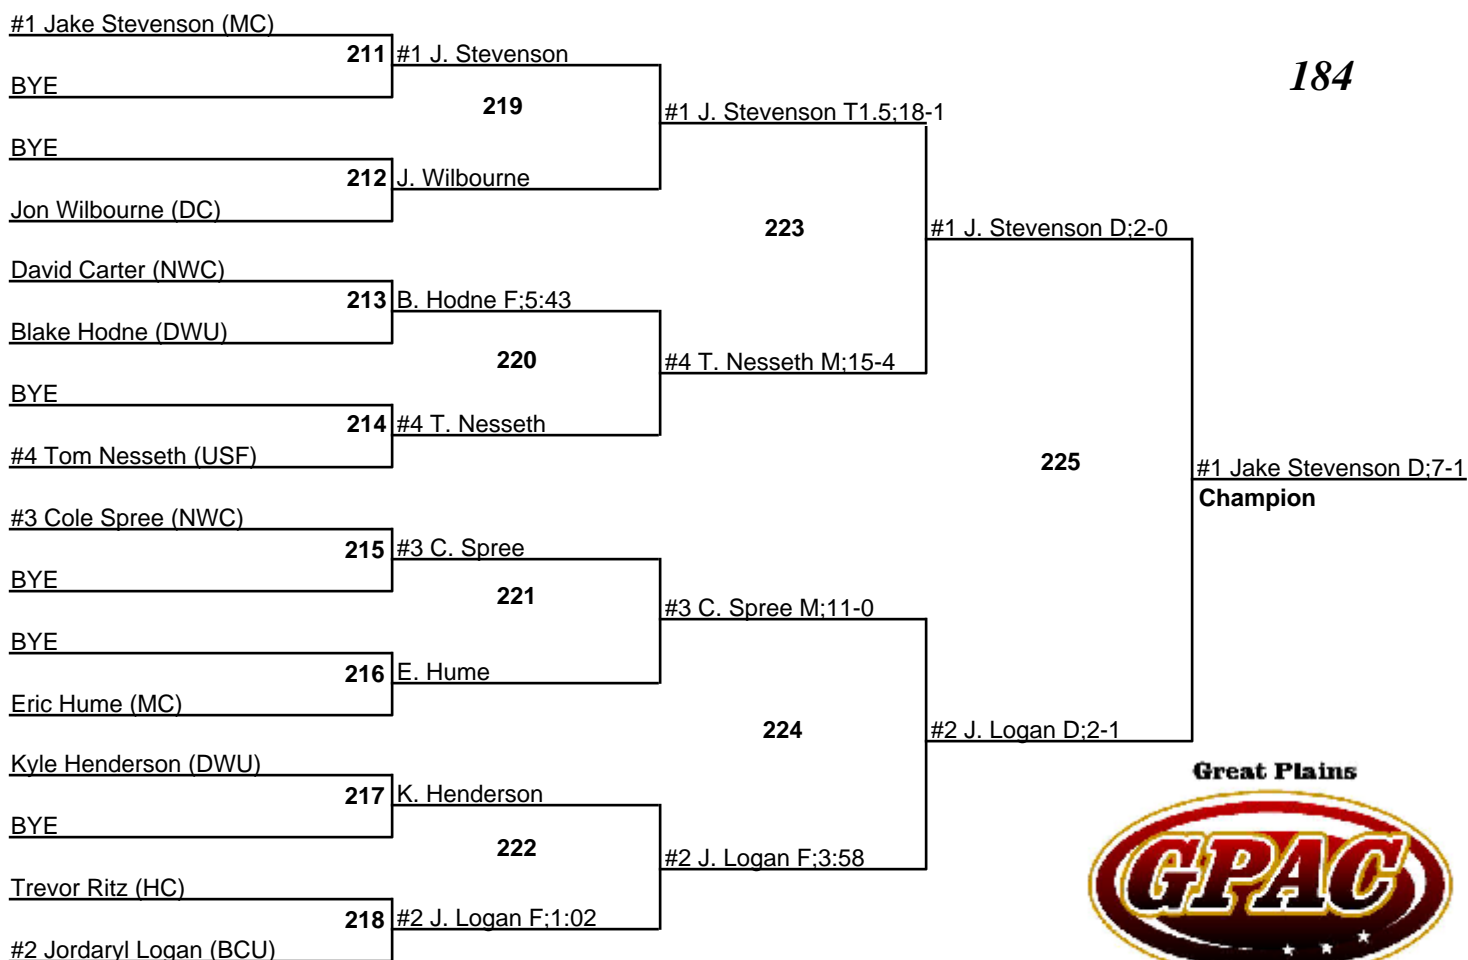 #1 Jake Stevenson (MC)
211 #1 J. Stevenson
BYE
184
219
#1 J. Stevenson T1.5;18-1
BYE
212 J. Wilbourne
Jon Wilbourne (DC)
223
#1 J. Stevenson D;2-0
David Carter (NWC)
213 B. Hodne F;5:43
Blake Hodne (DWU)
220
#4 T. Nesseth M;15-4
BYE
214 #4 T. Nesseth
#4 Tom Nesseth (USF)
225
#1 Jake Stevenson D;7-1
Champion
#3 Cole Spree (NWC)
215 #3 C. Spree
BYE
221
#3 C. Spree M;11-0
BYE
216 E. Hume
Eric Hume (MC)
224
#2 J. Logan D;2-1
Kyle Henderson (DWU)
217 K. Henderson
BYE
222
#2 J. Logan F;3:58
Trevor Ritz (HC)
218 #2 J. Logan F;1:02
#2 Jordaryl Logan (BCU)
Great Plains
GPAC